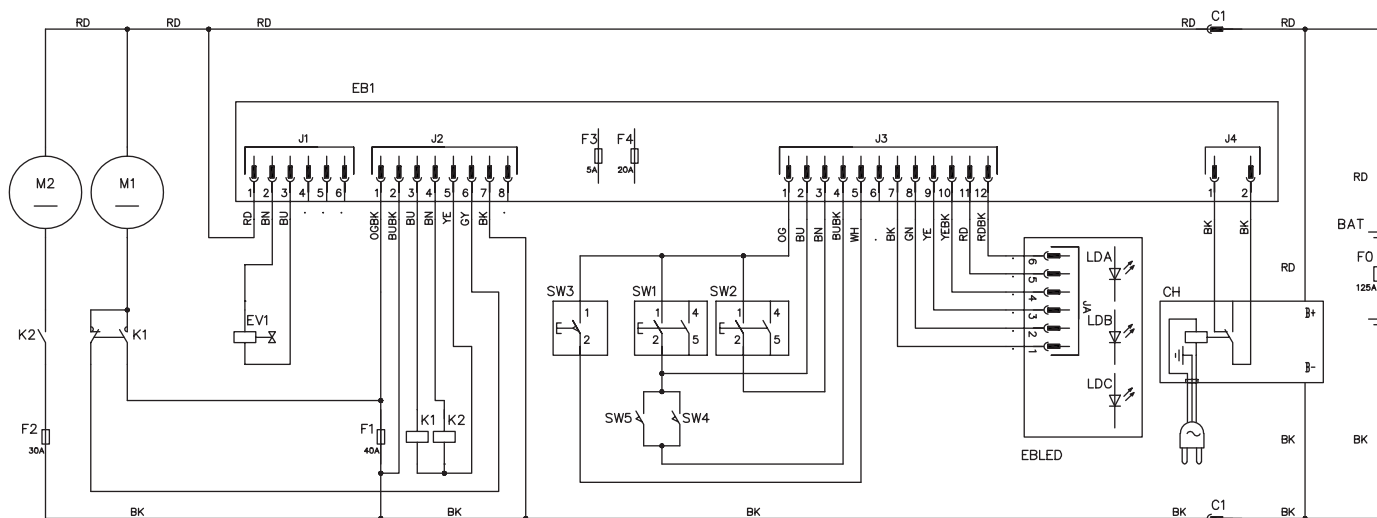 RD RD RD RD C1 RD
EB1
J1 J2 F3 F4 J3 J4
5A 20A
M2 M1
1 2 3 4 5 6 1 2 3 4 5 6 7 8 1 2 3 4 5 6 7 8 9 10 11 12 1 2
RD
RD BN BU . . . OGBK BUBK BU BN YE GY BK . OG BU BN BUBK WH . BK GN YE YEBK RD RDBK BK BK
BAT
F0
125A
RD
6 5 4 3 2 1
JA
LDA
LDB
LDC
SW3 SW1 SW2
1 1 4 1 4
2 2 5 2 5
CH
B+
B-
K2 K1 EV1
SW5 SW4
F2 F1 K1 K2
30A 40A
EBLED
BK BK
BK BK BK BK C1 BK